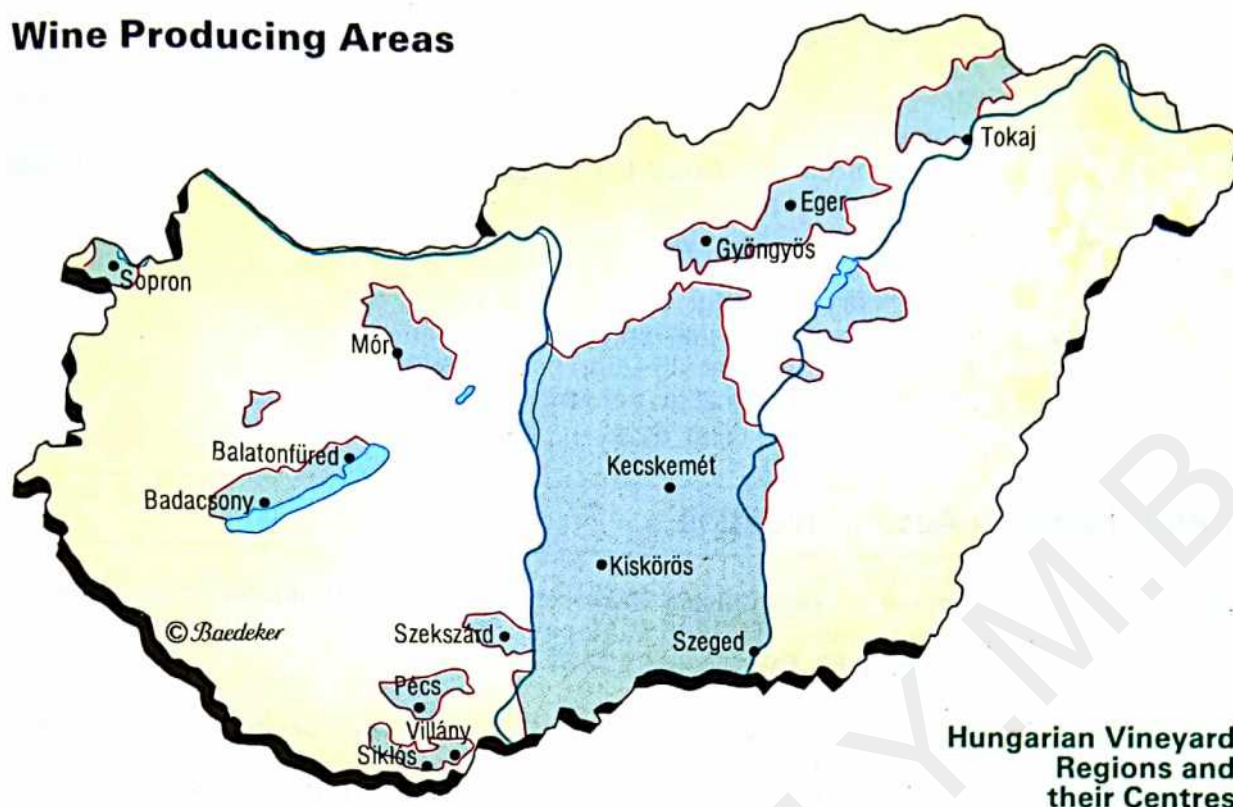 Wine Producing Areas
Tokaj
Eger
Gyöngyös
Sopron
Mór
Balatonfüred
Badacsony
Kecskemét
Kiskörös
© Baedeker
Szekszárd
Szeged
Pécs
Villány
Siklós
Hungarian Vineyard
Regions and
their Centres
Y.M.B